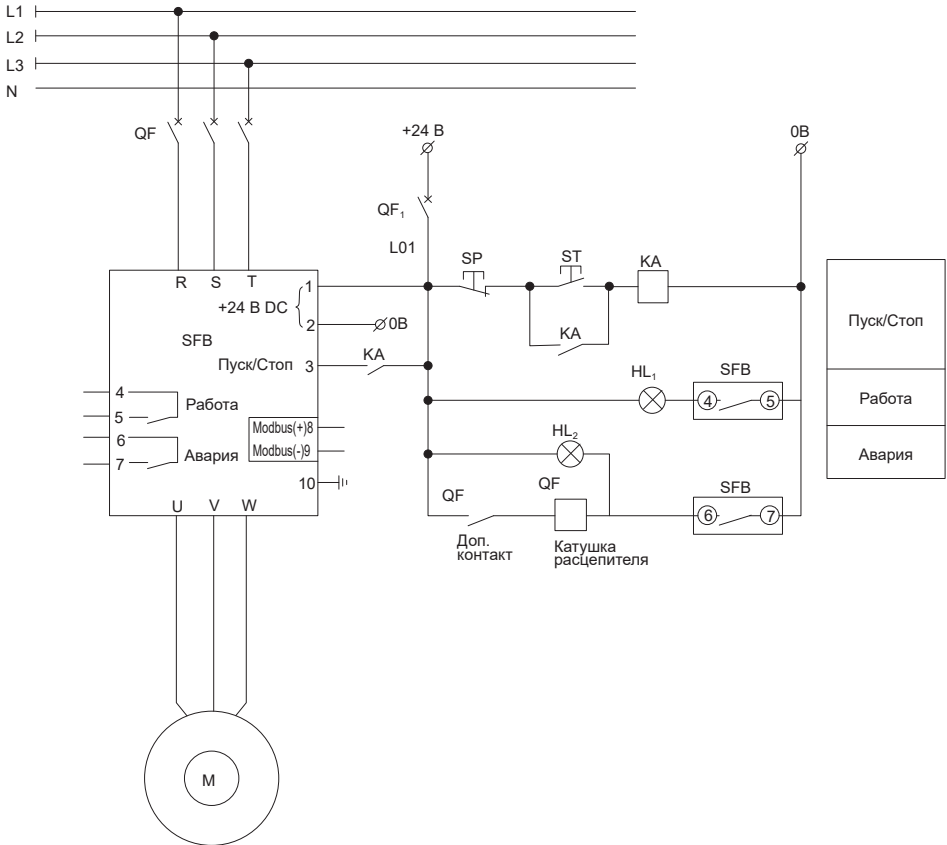 L1
L2
L3
N
QF
+24 В
0В
QF₁
L01
SP
ST
KA
R S T
1
+24 В DC
2
0В
SFB
Пуск/Стоп 3
KA
KA
Пуск/Стоп
HL₁
SFB
4 5
Работа
4
5
Работа
6
7
Авария
Modbus(+)8
Modbus(-)9
10
HL₂
Авария
QF
QF
SFB
6 7
Доп.
контакт
Катушка
расцепителя
U V W
M